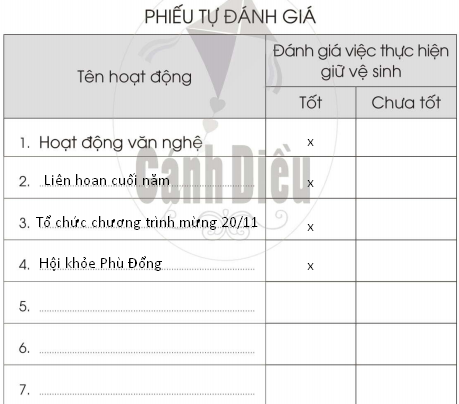 PHIẾU TỰ ĐÁNH GIÁ
Tên hoạt động
Đánh giá việc thực hiện
giữ vệ sinh
Tốt
Chưa tốt
1. Hoạt động văn nghệ x
2. Liên hoan cuối năm x
3. Tổ chức chương trình mừng 20/11 x
4. Hội khỏe Phù Đổng x
5.
6.
7.
Cánh Diều